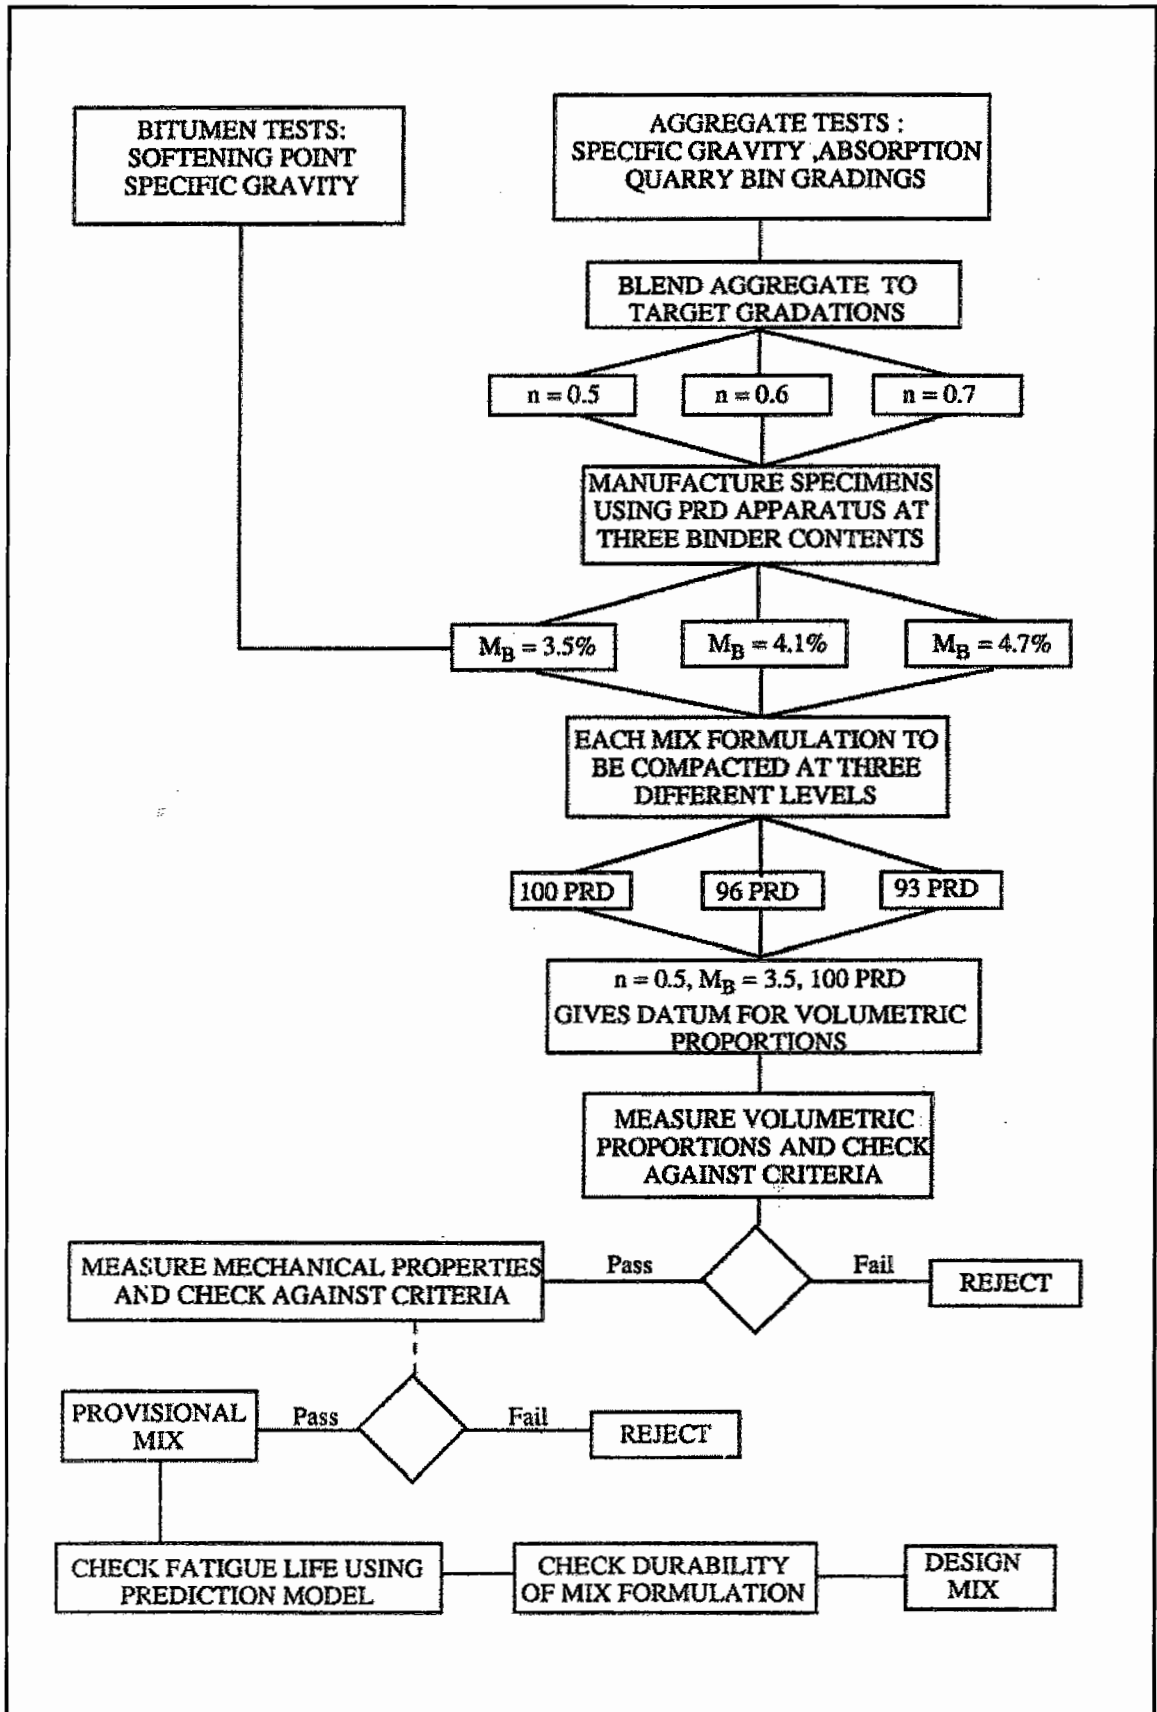 BITUMEN TESTS:
SOFTENING POINT
SPECIFIC GRAVITY
AGGREGATE TESTS :
SPECIFIC GRAVITY ,ABSORPTION
QUARRY BIN GRADINGS
BLEND AGGREGATE TO
TARGET GRADATIONS
n = 0.5
n = 0.6
n = 0.7
MANUFACTURE SPECIMENS
USING PRD APPARATUS AT
THREE BINDER CONTENTS
M_B = 3.5%
M_B = 4.1%
M_B = 4.7%
EACH MIX FORMULATION TO
BE COMPACTED AT THREE
DIFFERENT LEVELS
100 PRD
96 PRD
93 PRD
n = 0.5, M_B = 3.5, 100 PRD
GIVES DATUM FOR VOLUMETRIC
PROPORTIONS
MEASURE VOLUMETRIC
PROPORTIONS AND CHECK
AGAINST CRITERIA
Pass
Fail
REJECT
MEASURE MECHANICAL PROPERTIES
AND CHECK AGAINST CRITERIA
PROVISIONAL
MIX
Pass
Fail
REJECT
CHECK FATIGUE LIFE USING
PREDICTION MODEL
CHECK DURABILITY
OF MIX FORMULATION
DESIGN
MIX